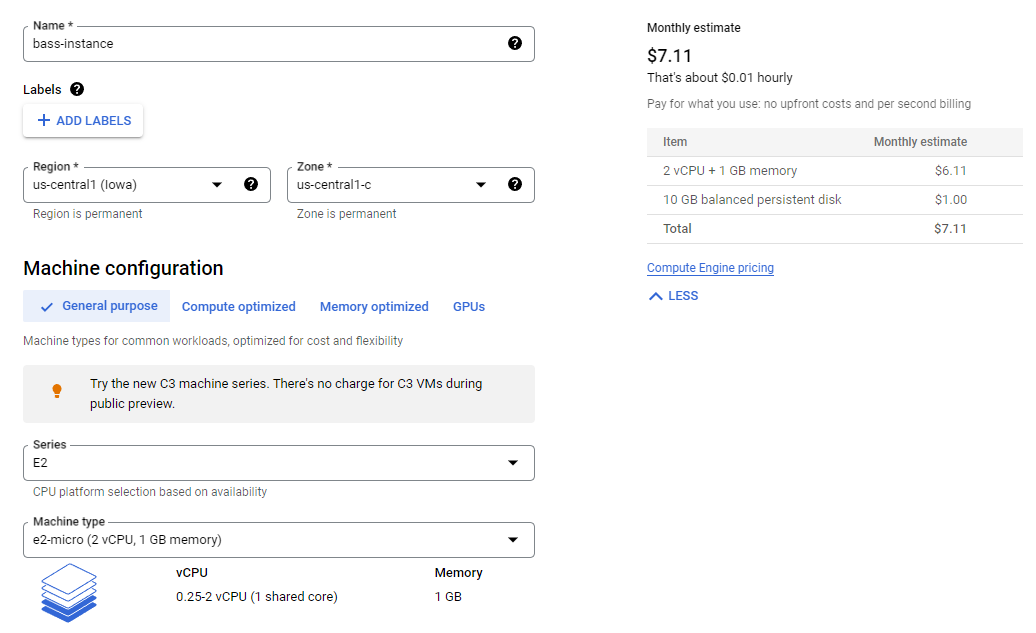 Name *
bass-instance
Labels
ADD LABELS
Region *
us-central1 (Iowa)
Region is permanent
Zone *
us-central1-c
Zone is permanent
Machine configuration
General purpose Compute optimized Memory optimized GPUs
Machine types for common workloads, optimized for cost and flexibility
Try the new C3 machine series. There's no charge for C3 VMs during
public preview.
Series
E2
CPU platform selection based on availability
Machine type
e2-micro (2 vCPU, 1 GB memory)
vCPU Memory
0.25-2 vCPU (1 shared core) 1 GB
Monthly estimate
$7.11
That's about $0.01 hourly
Pay for what you use: no upfront costs and per second billing
Item Monthly estimate
2 vCPU + 1 GB memory $6.11
10 GB balanced persistent disk $1.00
Total $7.11
Compute Engine pricing
LESS